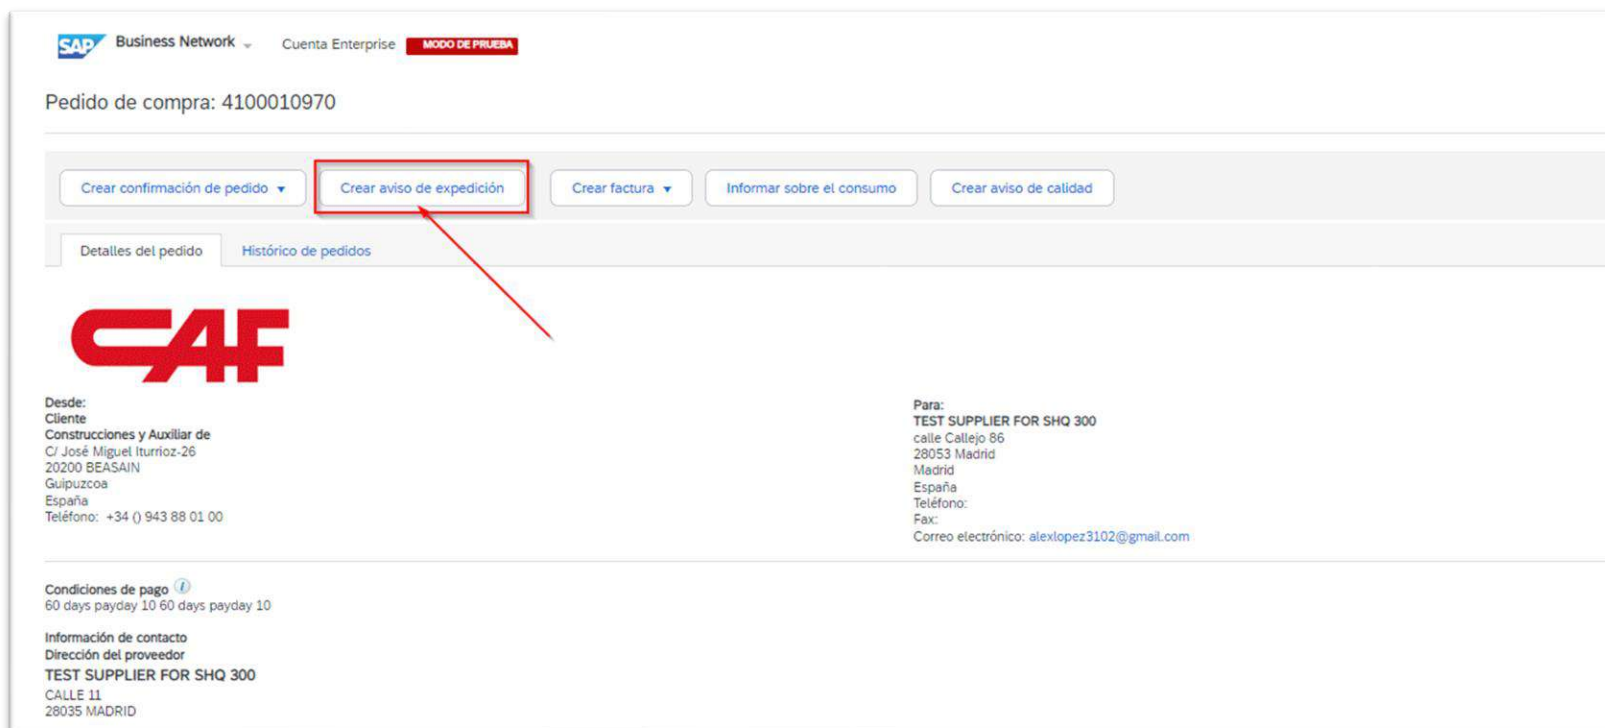 SAP Business Network Cuenta Enterprise MODO DE PRUEBA
Pedido de compra: 4100010970
Crear confirmación de pedido Crear aviso de expedición Crear factura Informar sobre el consumo Crear aviso de calidad
Detalles del pedido Histórico de pedidos
CAF
Desde:
Cliente
Construcciones y Auxiliar de
C/ José Miguel Iturrioz-26
20200 BEASAIN
Guipuzcoa
España
Teléfono: +34 () 943 88 01 00
Para:
TEST SUPPLIER FOR SHQ 300
calle Callejo 86
28053 Madrid
Madrid
España
Teléfono:
Fax:
Correo electrónico: alexlopez3102@gmail.com
Condiciones de pago i
60 days payday 10 60 days payday 10
Información de contacto
Dirección del proveedor
TEST SUPPLIER FOR SHQ 300
CALLE 11
28035 MADRID